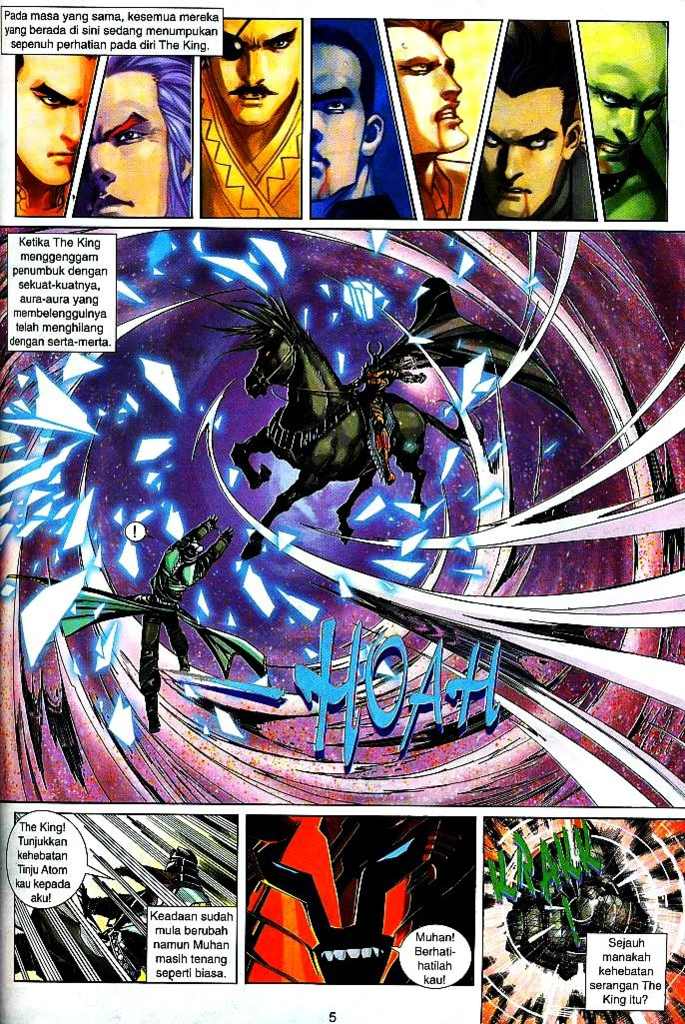 Pada masa yang sama, kesemua mereka
yang berada di sini sedang menumpukan
sepenuh perhatian pada diri The King.
Ketika The King
menggenggam
penumbuk dengan
sekuat-kuatnya,
aura-aura yang
membelenggulnya
telah menghilang
dengan serta-merta.
!
HOAH
The King!
Tunjukkan
kehebatan
Tinju Atom
kau kepada
aku!
Keadaan sudah
mula berubah
namun Muhan
masih tenang
seperti biasa.
Muhan!
Berhati-
hatilah
kau!
KRAKK
!
Sejauh
manakah
kehebatan
serangan The
King itu?
5